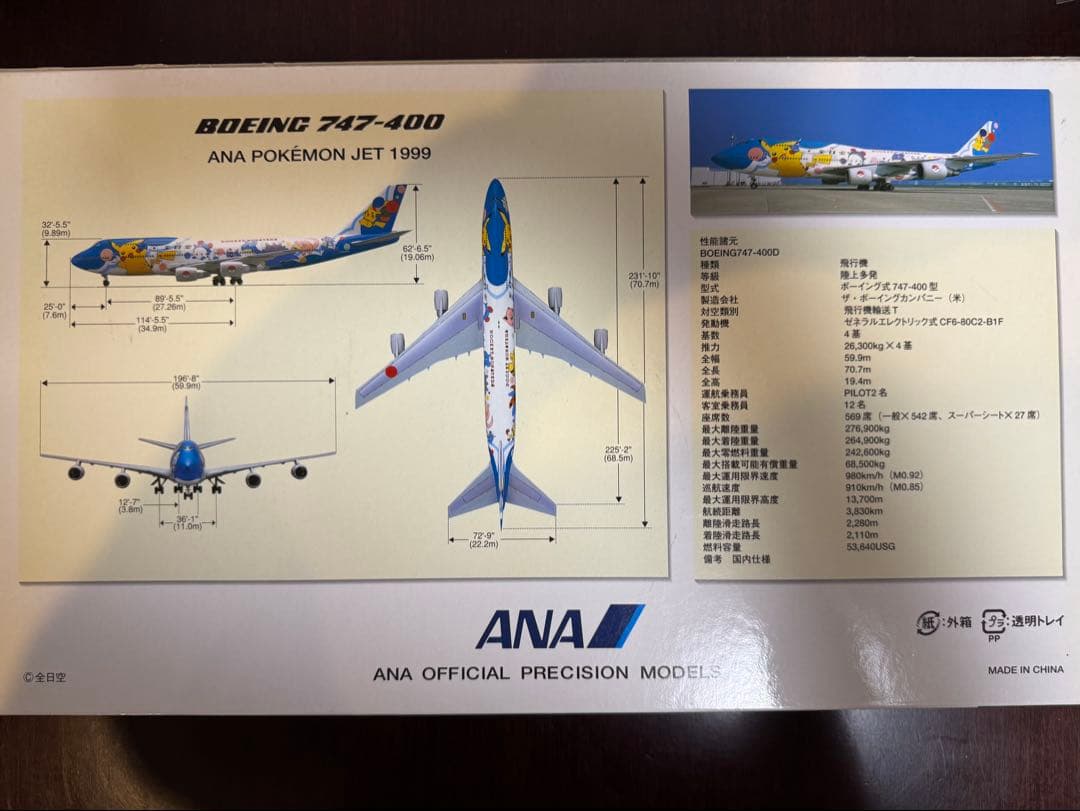 BOEING 747-400
ANA POKÉMON JET 1999
32'-5.5"
(9.89m)
62'-6.5"
(19.06m)
25'-0"
(7.6m)
89'-5.5"
(27.26m)
114'-5.5"
(34.9m)
231'-10"
(70.7m)
196'-8"
(59.9m)
225'-2"
(68.5m)
12'-7"
(3.8m)
36'-1"
(11.0m)
72'-9"
(22.2m)
性能諸元
BOEING747-400D
種類 飛行機
等級 陸上多発
型式 ボーイング式 747-400 型
製造会社 ザ・ボーイングカンパニー（米）
対空類別 飛行機輸送 T
発動機 ゼネラルエレクトリック式 CF6-80C2-B1F
基数 4 基
推力 26,300kg × 4 基
全幅 59.9m
全長 70.7m
全高 19.4m
運航乗務員 PILOT2 名
客室乗務員 12 名
座席数 569 席（一般× 542 席、スーパーシート× 27 席）
最大離陸重量 276,900kg
最大着陸重量 264,900kg
最大零燃料重量 242,600kg
最大搭載可能有償重量 68,500kg
最大運用限界速度 980km/h（M0.92）
巡航速度 910km/h（M0.85）
最大運用限界高度 13,700m
航続距離 3,830km
離陸滑走路長 2,280m
着陸滑走路長 2,110m
燃料容量 53,640USG
備考 国内仕様
ANA
ANA OFFICIAL PRECISION MODELS
紙:外箱 プラ:透明トレイ
PP
©全日空
MADE IN CHINA